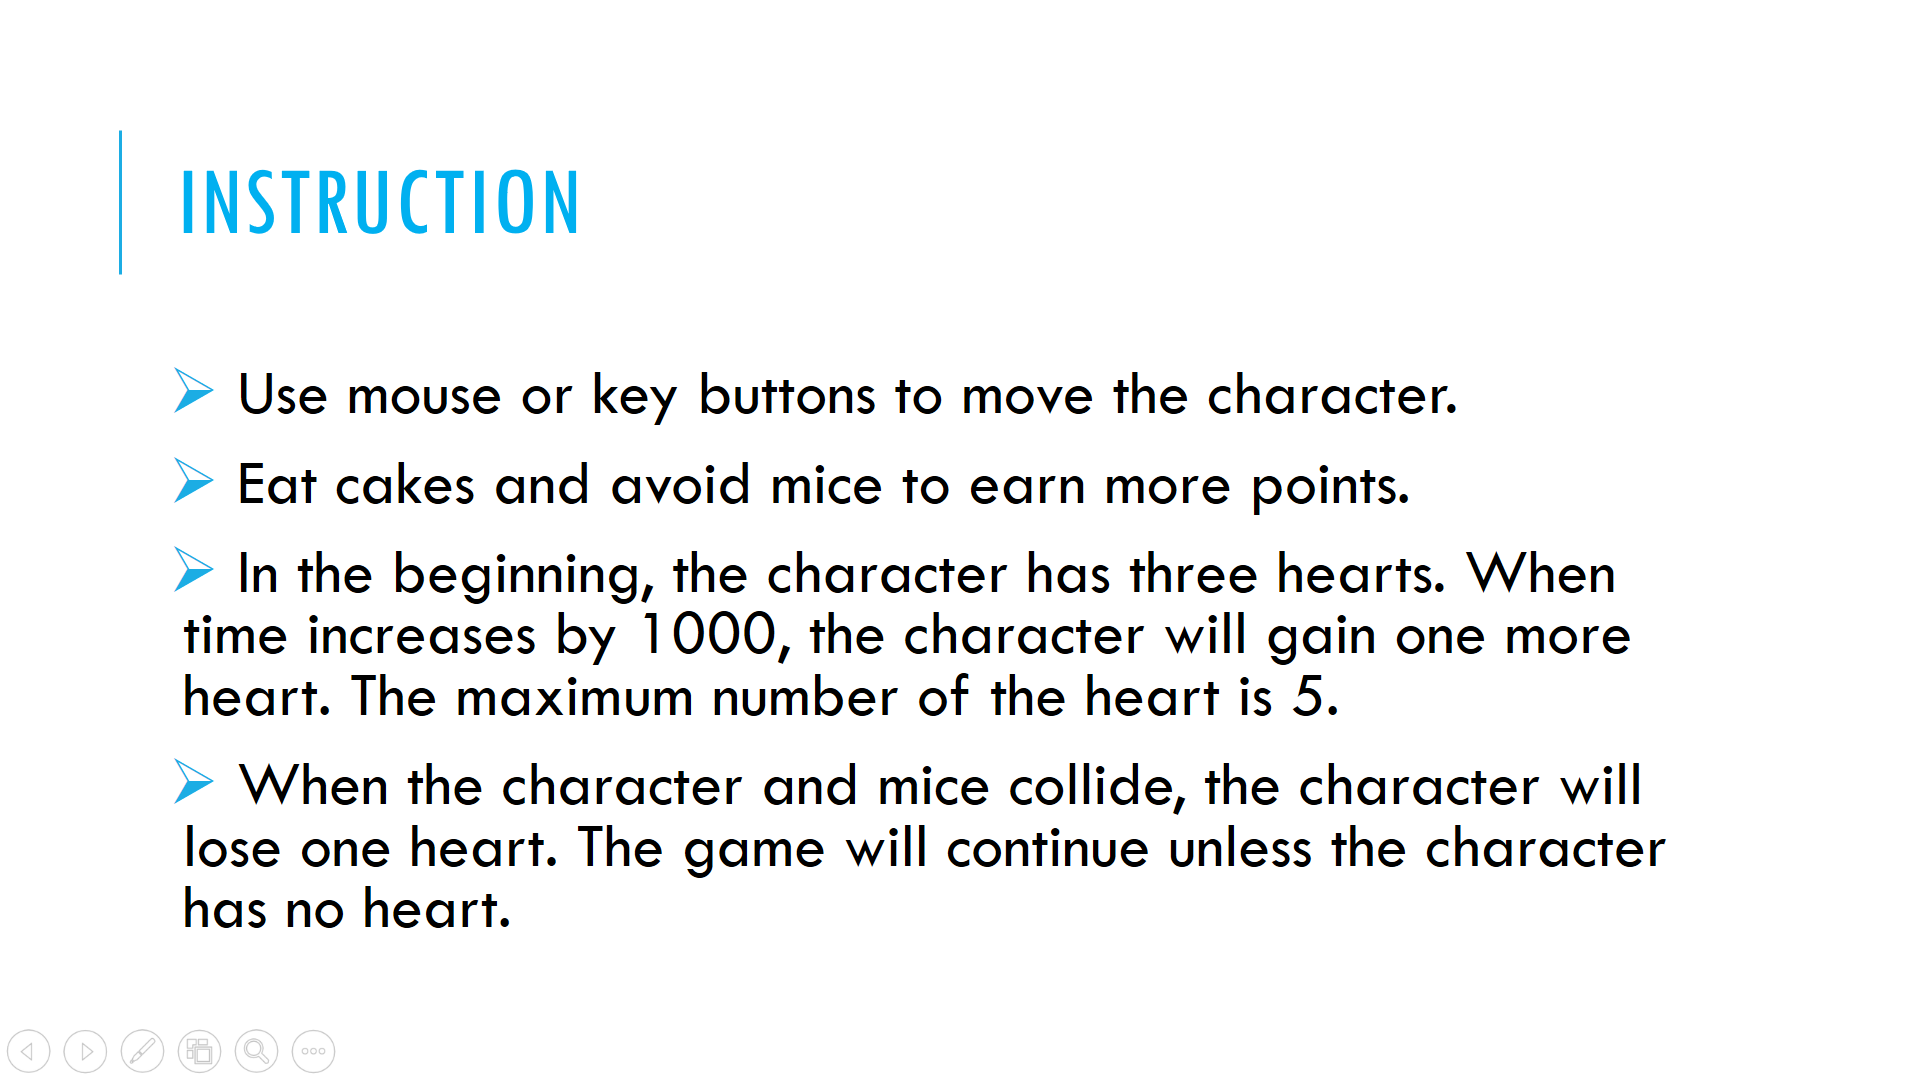 INSTRUCTION
Use mouse or key buttons to move the character.
Eat cakes and avoid mice to earn more points.
In the beginning, the character has three hearts. When
time increases by 1000, the character will gain one more
heart. The maximum number of the heart is 5.
When the character and mice collide, the character will
lose one heart. The game will continue unless the character
has no heart.